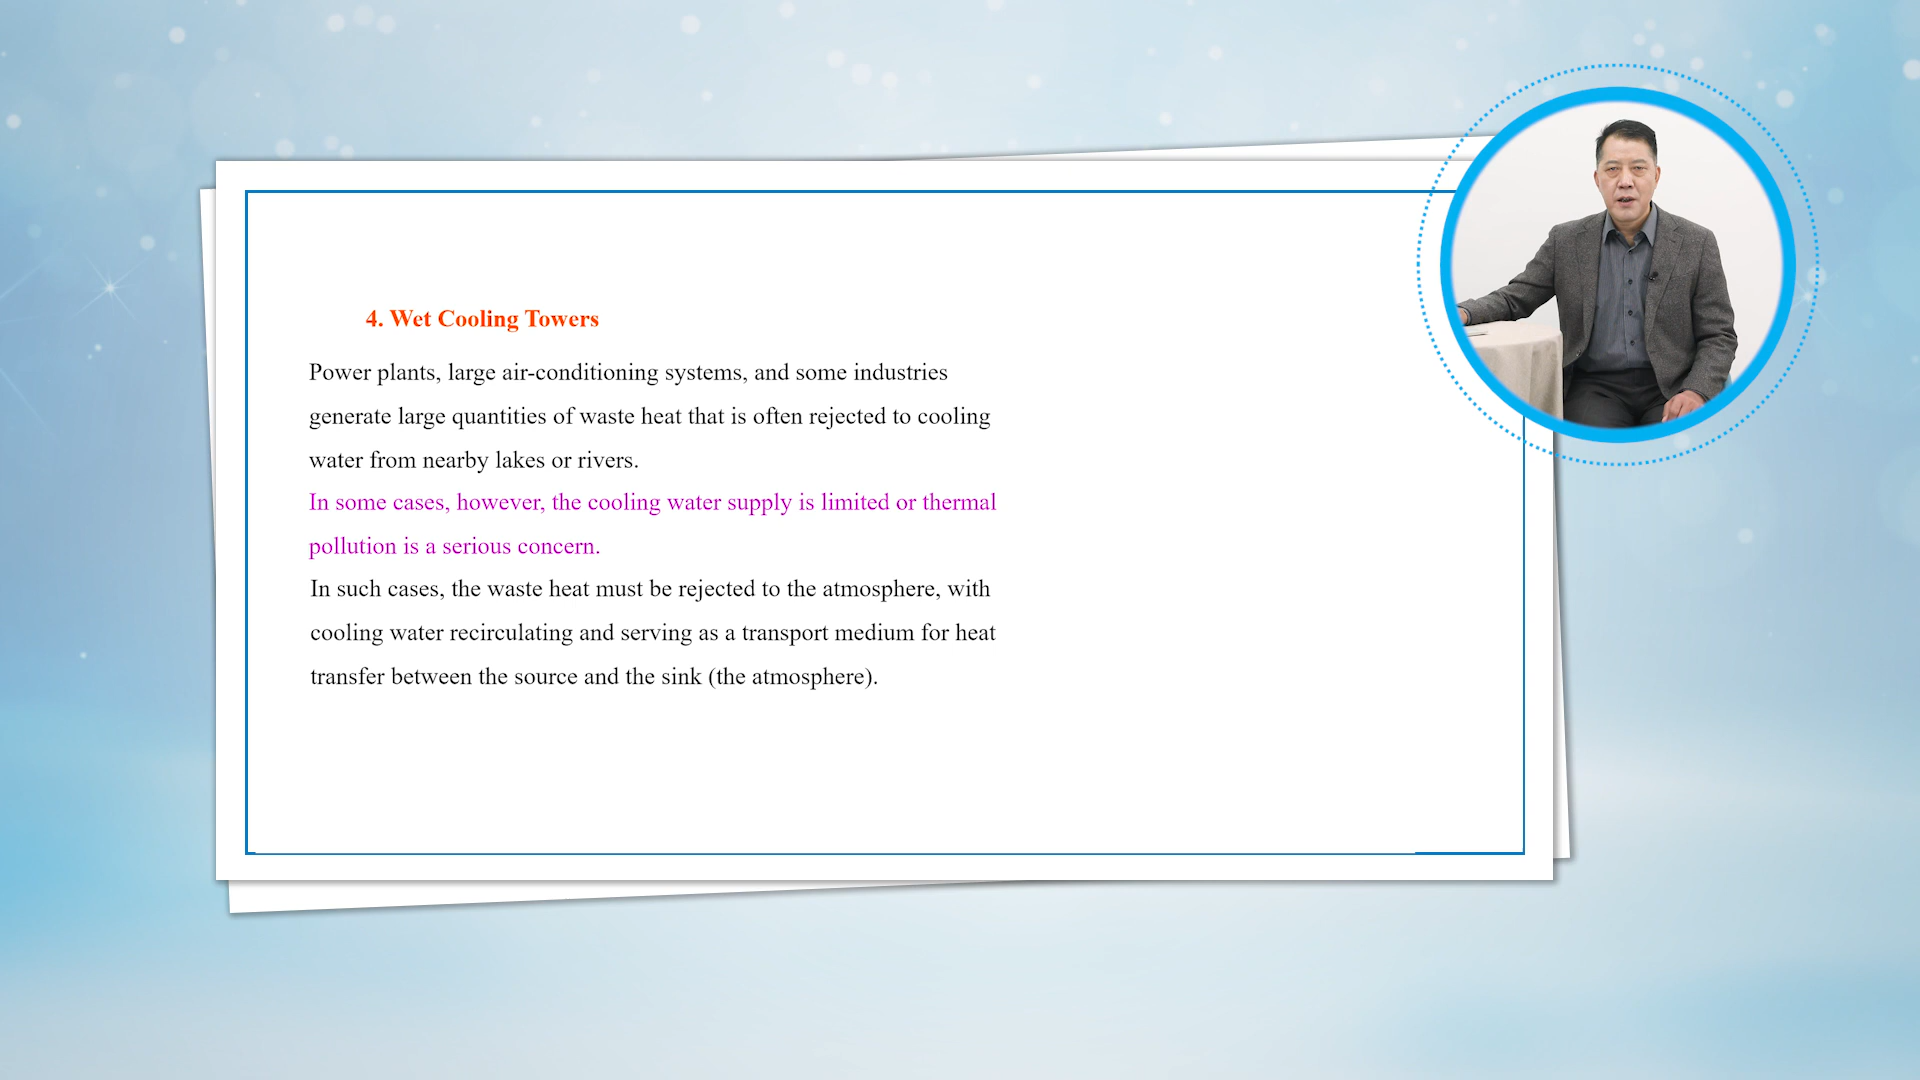 4. Wet Cooling Towers
Power plants, large air-conditioning systems, and some industries
generate large quantities of waste heat that is often rejected to cooling
water from nearby lakes or rivers.
In some cases, however, the cooling water supply is limited or thermal
pollution is a serious concern.
In such cases, the waste heat must be rejected to the atmosphere, with
cooling water recirculating and serving as a transport medium for heat
transfer between the source and the sink (the atmosphere).